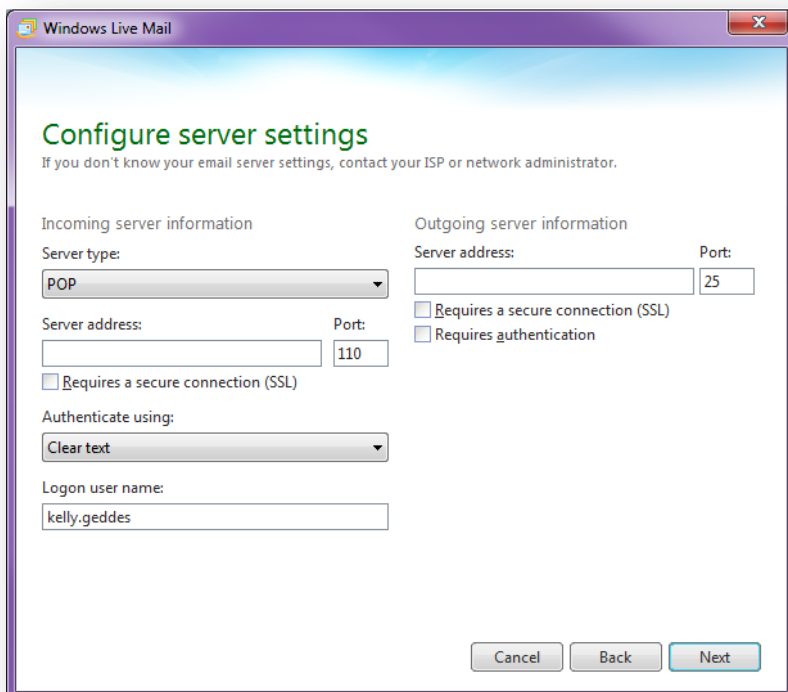 Windows Live Mail
Configure server settings
If you don't know your email server settings, contact your ISP or network administrator.
Incoming server information
Server type:
POP
Server address: Port:
110
Requires a secure connection (SSL)
Authenticate using:
Clear text
Logon user name:
kelly.geddes
Outgoing server information
Server address: Port:
25
Requires a secure connection (SSL)
Requires authentication
Cancel Back Next